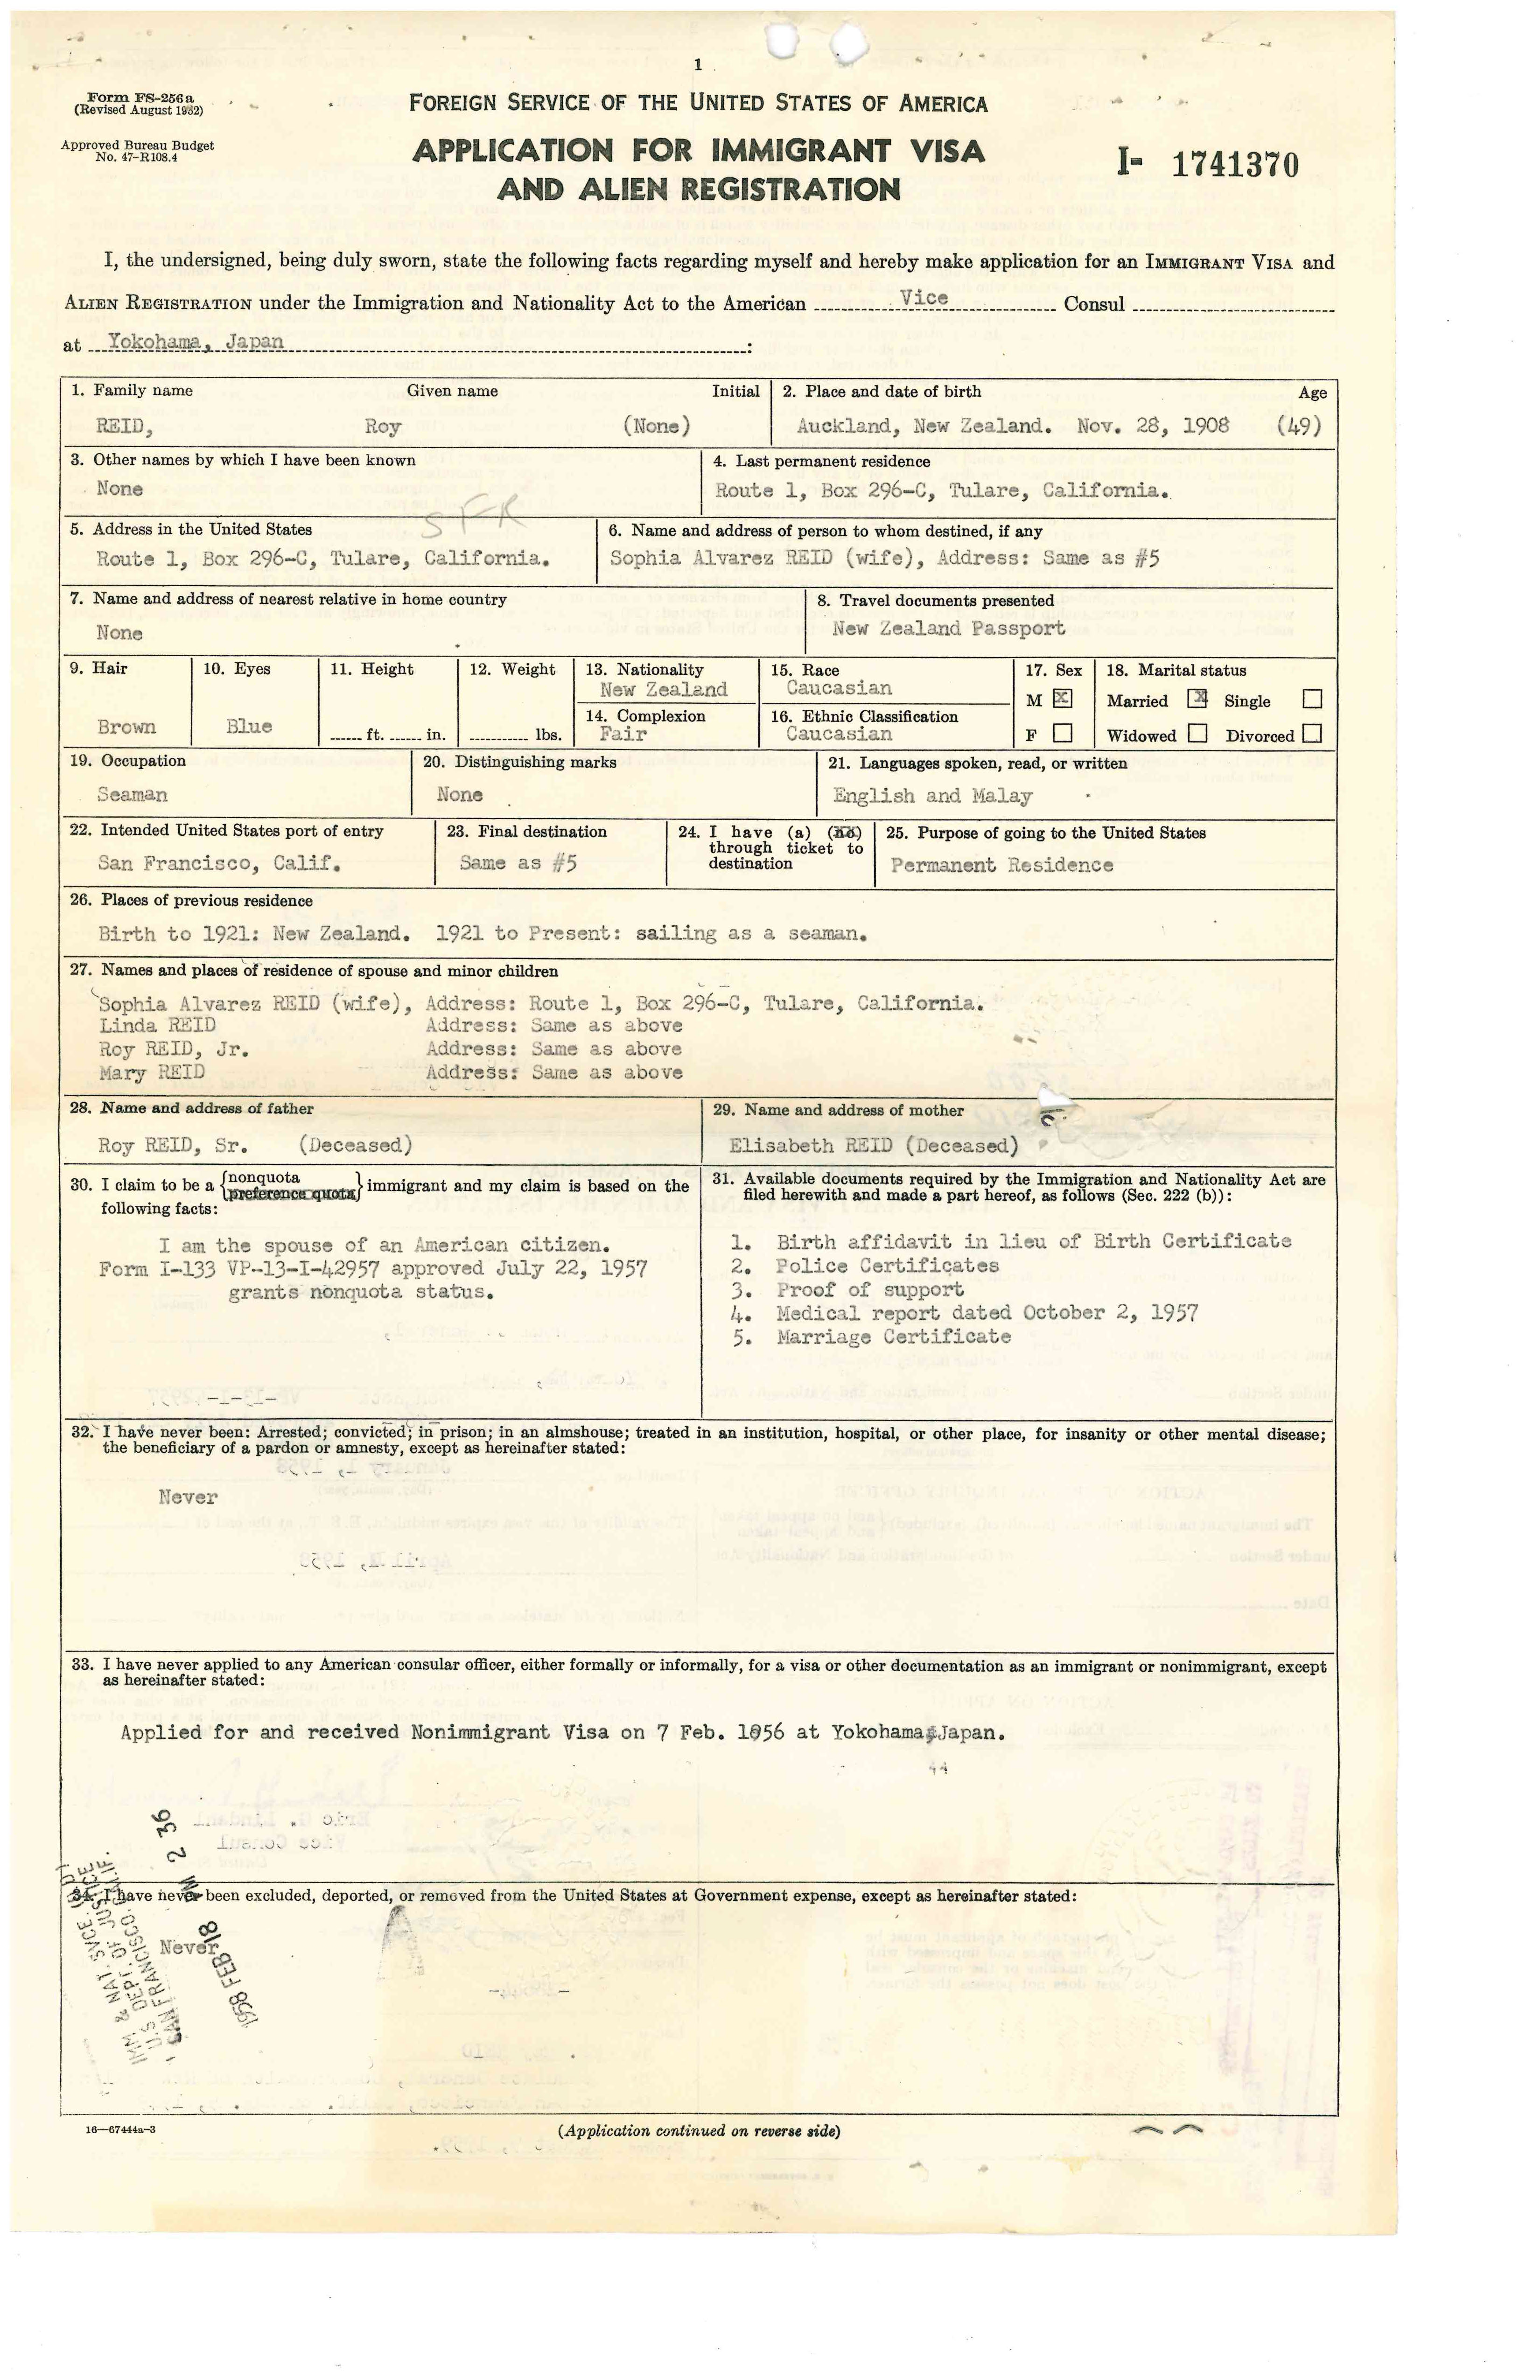 1
Form FS-256a
(Revised August 1952)
Approved Bureau Budget
No. 47-R108.4
FOREIGN SERVICE OF THE UNITED STATES OF AMERICA
APPLICATION FOR IMMIGRANT VISA
AND ALIEN REGISTRATION
I- 1741370
I, the undersigned, being duly sworn, state the following facts regarding myself and hereby make application for an IMMIGRANT VISA and
ALIEN REGISTRATION under the Immigration and Nationality Act to the American Vice Consul
at Yokohama, Japan :
1. Family name Given name Initial
REID, Roy (None)
2. Place and date of birth Age
Auckland, New Zealand. Nov. 28, 1908 (49)
3. Other names by which I have been known
None
4. Last permanent residence
Route 1, Box 296-C, Tulare, California.
SFR
5. Address in the United States
Route 1, Box 296-C, Tulare, California.
6. Name and address of person to whom destined, if any
Sophia Alvarez REID (wife), Address: Same as #5
7. Name and address of nearest relative in home country
None
8. Travel documents presented
New Zealand Passport
9. Hair
Brown
10. Eyes
Blue
11. Height
ft. in.
12. Weight
lbs.
13. Nationality
New Zealand
14. Complexion
Fair
15. Race
Caucasian
16. Ethnic Classification
Caucasian
17. Sex
M x
F
18. Marital status
Married x Single
Widowed Divorced
19. Occupation
Seaman
20. Distinguishing marks
None
21. Languages spoken, read, or written
English and Malay
22. Intended United States port of entry
San Francisco, Calif.
23. Final destination
Same as #5
24. I have (a) (no)
through ticket to
destination
25. Purpose of going to the United States
Permanent Residence
26. Places of previous residence
Birth to 1921: New Zealand. 1921 to Present: sailing as a seaman.
27. Names and places of residence of spouse and minor children
Sophia Alvarez REID (wife), Address: Route 1, Box 296-C, Tulare, California.
Linda REID Address: Same as above
Roy REID, Jr. Address: Same as above
Mary REID Address: Same as above
28. Name and address of father
Roy REID, Sr. (Deceased)
29. Name and address of mother
Elisabeth REID (Deceased)
30. I claim to be a {nonquota
preference quota} immigrant and my claim is based on the
following facts:
I am the spouse of an American citizen.
Form I-133 VP-13-I-42957 approved July 22, 1957
grants nonquota status.
31. Available documents required by the Immigration and Nationality Act are
filed herewith and made a part hereof, as follows (Sec. 222 (b)):
1. Birth affidavit in lieu of Birth Certificate
2. Police Certificates
3. Proof of support
4. Medical report dated October 2, 1957
5. Marriage Certificate
32. I have never been: Arrested; convicted; in prison; in an almshouse; treated in an institution, hospital, or other place, for insanity or other mental disease;
the beneficiary of a pardon or amnesty, except as hereinafter stated:
Never
33. I have never applied to any American consular officer, either formally or informally, for a visa or other documentation as an immigrant or nonimmigrant, except
as hereinafter stated:
Applied for and received Nonimmigrant Visa on 7 Feb. 1956 at Yokohama, Japan.
34. I have never been excluded, deported, or removed from the United States at Government expense, except as hereinafter stated:
Never
IMM & NAT. SVCE.
U.S DEPT. OF JUSTICE
SAN FRANCISCO, CALIF.
1958 FEB 18 2 36
16—67444a-3
(Application continued on reverse side)